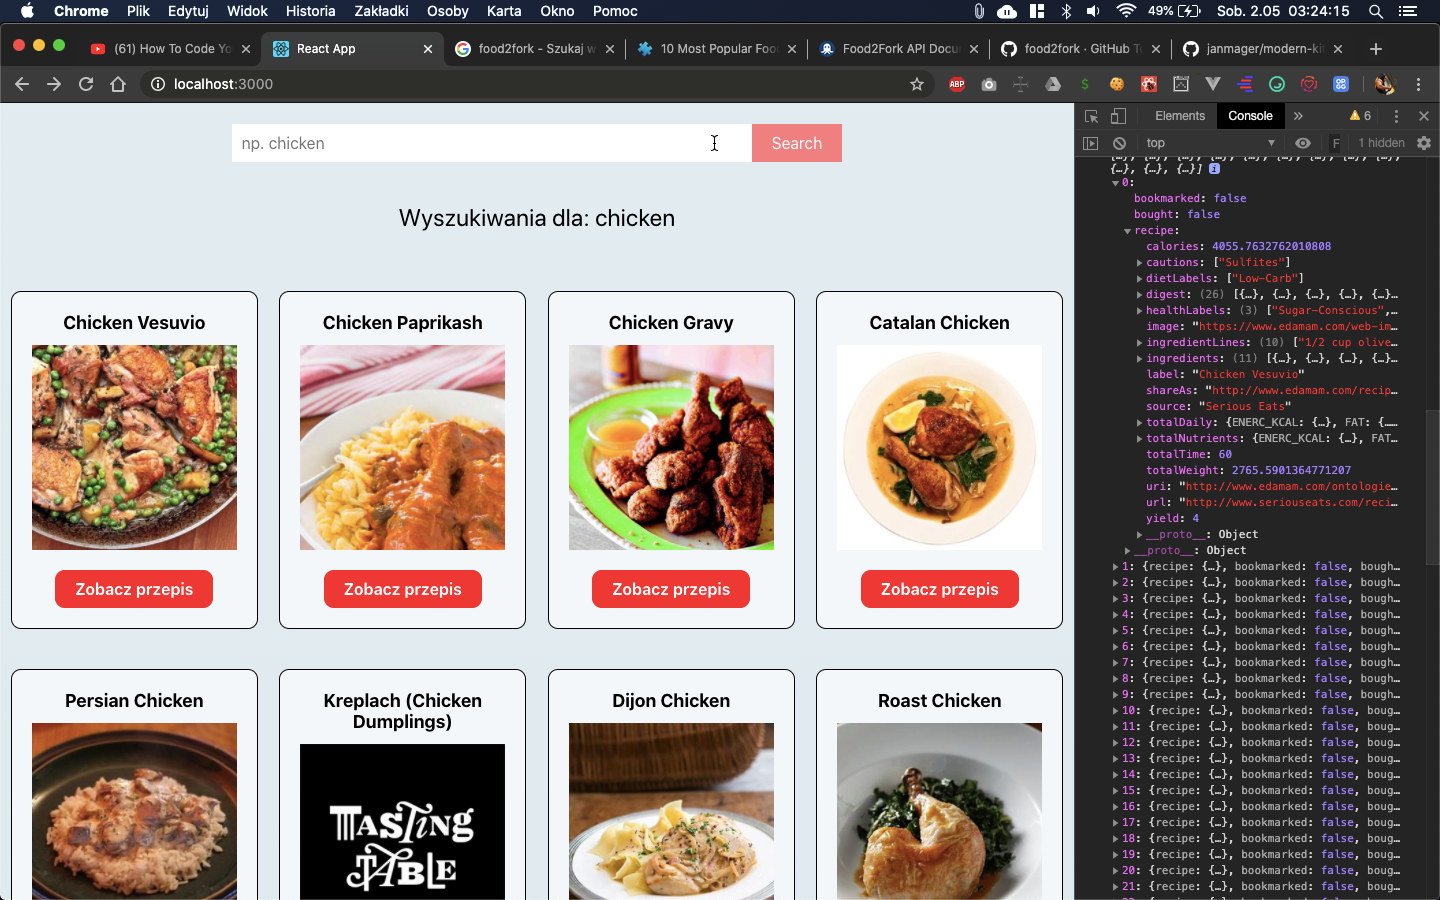 Chrome Plik Edytuj Widok Historia Zakładki Osoby Karta Okno Pomoc 49% Sob. 2.05 03:24:15
(61) How To Code Yo
React App
food2fork - Szukaj w
10 Most Popular Foo
Food2Fork API Docu
food2fork · GitHub To
janmager/modern-kit
localhost:3000
ABP
np. chicken
Search
Wyszukiwania dla: chicken
Chicken Vesuvio
Chicken Paprikash
Chicken Gravy
Catalan Chicken
Zobacz przepis
Zobacz przepis
Zobacz przepis
Zobacz przepis
Persian Chicken
Kreplach (Chicken
Dumplings)
Dijon Chicken
Roast Chicken
TASTING
TABLE
Elements Console » 6
top F 1 hidden
{…}, {…}, {…}] i
0:
bookmarked: false
bought: false
recipe:
calories: 4055.7632762010808
cautions: ["Sulfites"]
dietLabels: ["Low-Carb"]
digest: (26) [{…}, {…}, {…}, {…}, {…}…
healthLabels: (3) ["Sugar-Conscious",…
image: "https://www.edamam.com/web-im…
ingredientLines: (10) ["1/2 cup olive…
ingredients: (11) [{…}, {…}, {…}, {…}…
label: "Chicken Vesuvio"
shareAs: "http://www.edamam.com/recip…
source: "Serious Eats"
totalDaily: {ENERC_KCAL: {…}, FAT: {……
totalNutrients: {ENERC_KCAL: {…}, FAT…
totalTime: 60
totalWeight: 2765.5901364771207
uri: "http://www.edamam.com/ontologie…
url: "http://www.seriouseats.com/reci…
yield: 4
__proto__: Object
__proto__: Object
1: {recipe: {…}, bookmarked: false, bough…
2: {recipe: {…}, bookmarked: false, bough…
3: {recipe: {…}, bookmarked: false, bough…
4: {recipe: {…}, bookmarked: false, bough…
5: {recipe: {…}, bookmarked: false, bough…
6: {recipe: {…}, bookmarked: false, bough…
7: {recipe: {…}, bookmarked: false, bough…
8: {recipe: {…}, bookmarked: false, bough…
9: {recipe: {…}, bookmarked: false, bough…
10: {recipe: {…}, bookmarked: false, boug…
11: {recipe: {…}, bookmarked: false, boug…
12: {recipe: {…}, bookmarked: false, boug…
13: {recipe: {…}, bookmarked: false, boug…
14: {recipe: {…}, bookmarked: false, boug…
15: {recipe: {…}, bookmarked: false, boug…
16: {recipe: {…}, bookmarked: false, boug…
17: {recipe: {…}, bookmarked: false, boug…
18: {recipe: {…}, bookmarked: false, boug…
19: {recipe: {…}, bookmarked: false, boug…
20: {recipe: {…}, bookmarked: false, boug…
21: {recipe: {…}, bookmarked: false, boug…